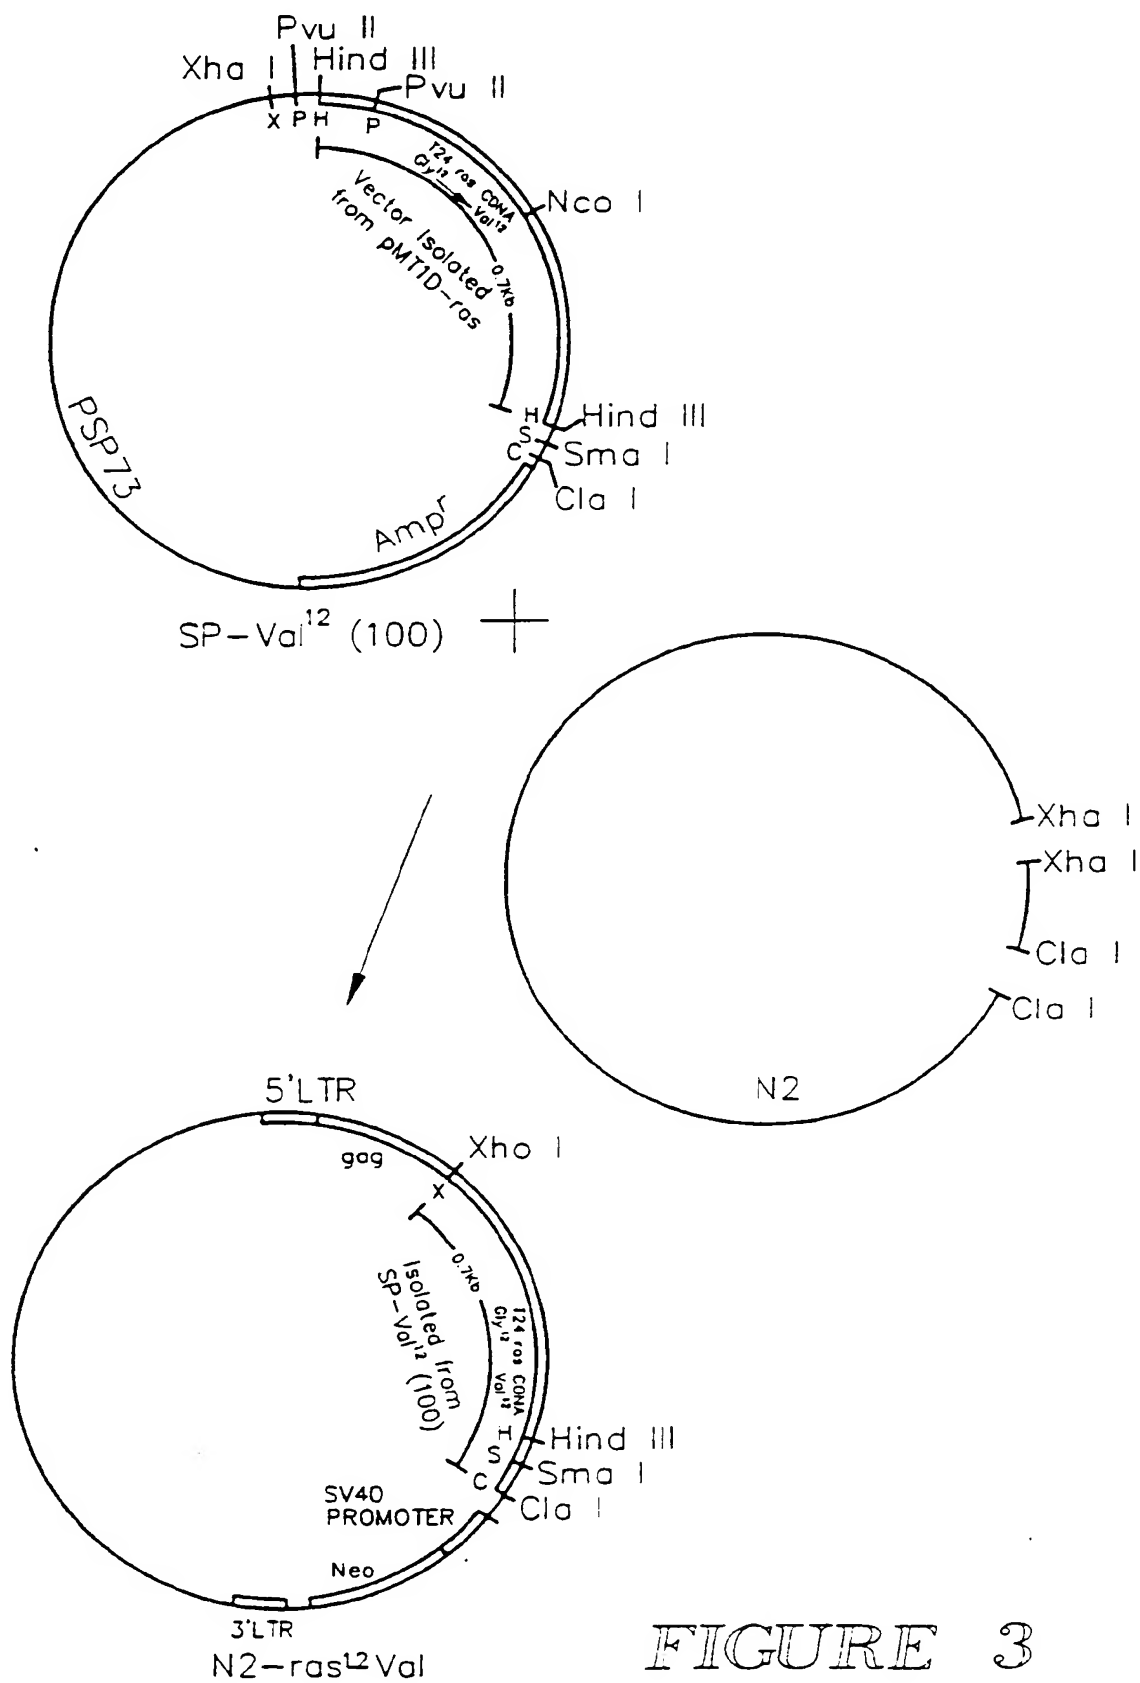 Pvu II
Xha I
Hind III
Pvu II
X P H
P
T24 ras CDNA
Gly¹² Val¹²
Nco I
Vector Isolated
from pMT1D-ras
0.7Kb
H
Hind III
S
Sma I
C
Cla I
PSP73
Ampʳ
SP-Val¹² (100)
+
Xha I
Xha I
Cla I
Cla I
N2
5'LTR
gag
Xho I
X
0.7Kb
Isolated from
SP-Val¹² (100)
T24 ras CDNA
Gly¹² Val¹²
H
Hind III
S
Sma I
C
Cla I
SV40
PROMOTER
Neo
3'LTR
N2-ras¹²Val
FIGURE 3